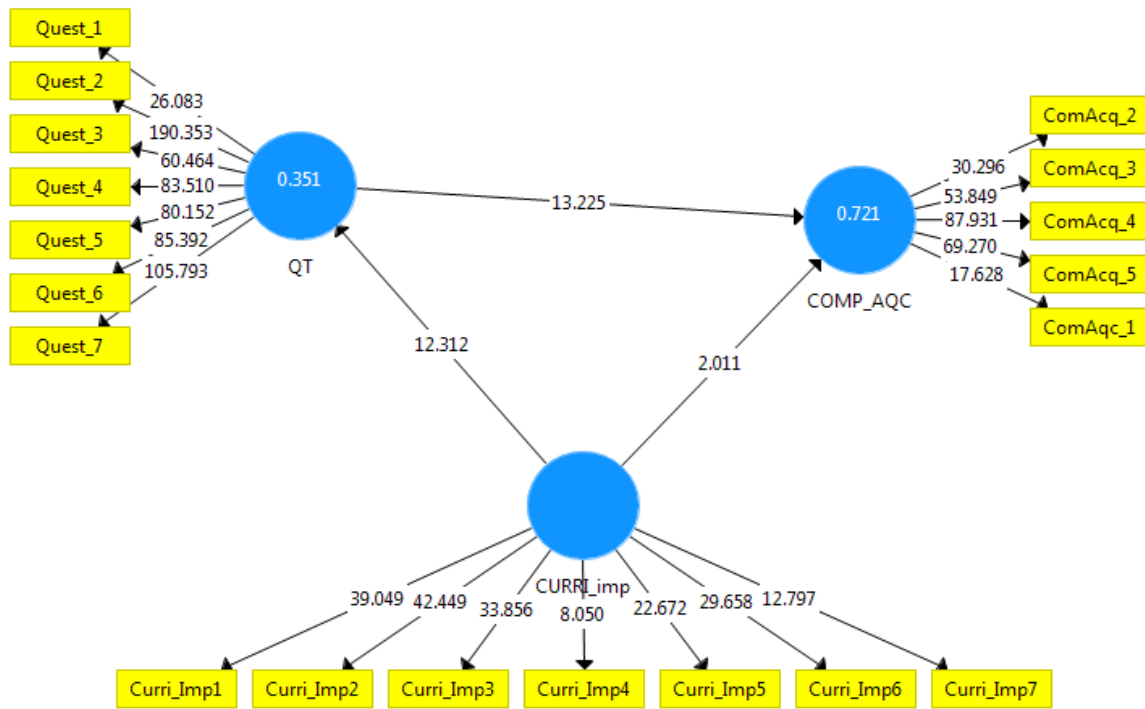 Quest_1
Quest_2
Quest_3
Quest_4
Quest_5
Quest_6
Quest_7
26.083
190.353
60.464
83.510
80.152
85.392
105.793
0.351
QT
13.225
0.721
COMP_AQC
30.296
53.849
87.931
69.270
17.628
ComAcq_2
ComAcq_3
ComAcq_4
ComAcq_5
ComAqc_1
12.312
2.011
CURRI_imp
39.049
42.449
33.856
8.050
22.672
29.658
12.797
Curri_Imp1
Curri_Imp2
Curri_Imp3
Curri_Imp4
Curri_Imp5
Curri_Imp6
Curri_Imp7